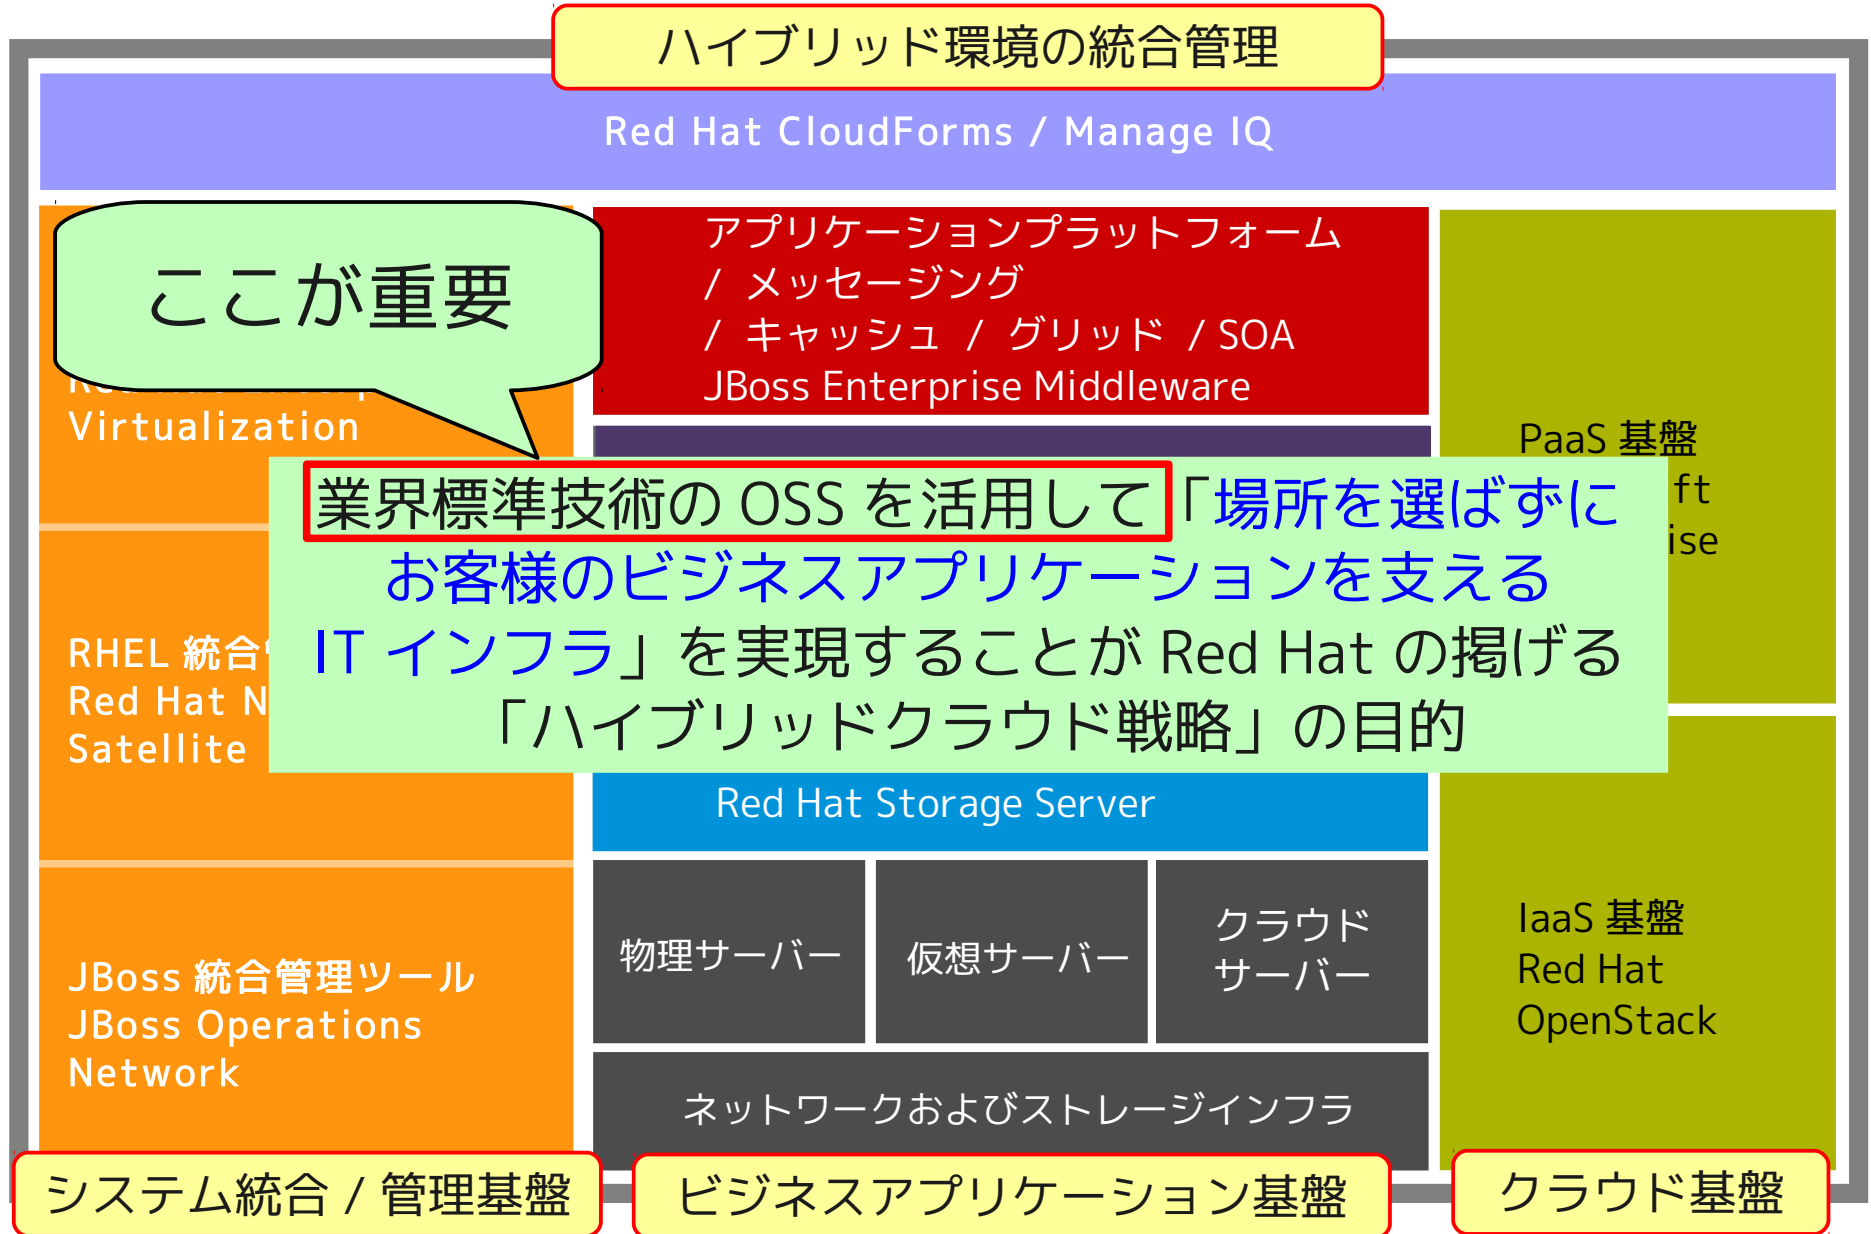 ハイブリッド環境の統合管理
Red Hat CloudForms / Manage IQ
ここが重要
Virtualization
RHEL 統合
Red Hat N
Satellite
JBoss 統合管理ツール
JBoss Operations
Network
アプリケーションプラットフォーム
/ メッセージング
/ キャッシュ / グリッド / SOA
JBoss Enterprise Middleware
業界標準技術の OSS を活用して「場所を選ばずに
お客様のビジネスアプリケーションを支える
IT インフラ」を実現することが Red Hat の掲げる
「ハイブリッドクラウド戦略」の目的
Red Hat Storage Server
物理サーバー
仮想サーバー
クラウド
サーバー
ネットワークおよびストレージインフラ
PaaS 基盤
ft
ise
IaaS 基盤
Red Hat
OpenStack
システム統合 / 管理基盤
ビジネスアプリケーション基盤
クラウド基盤